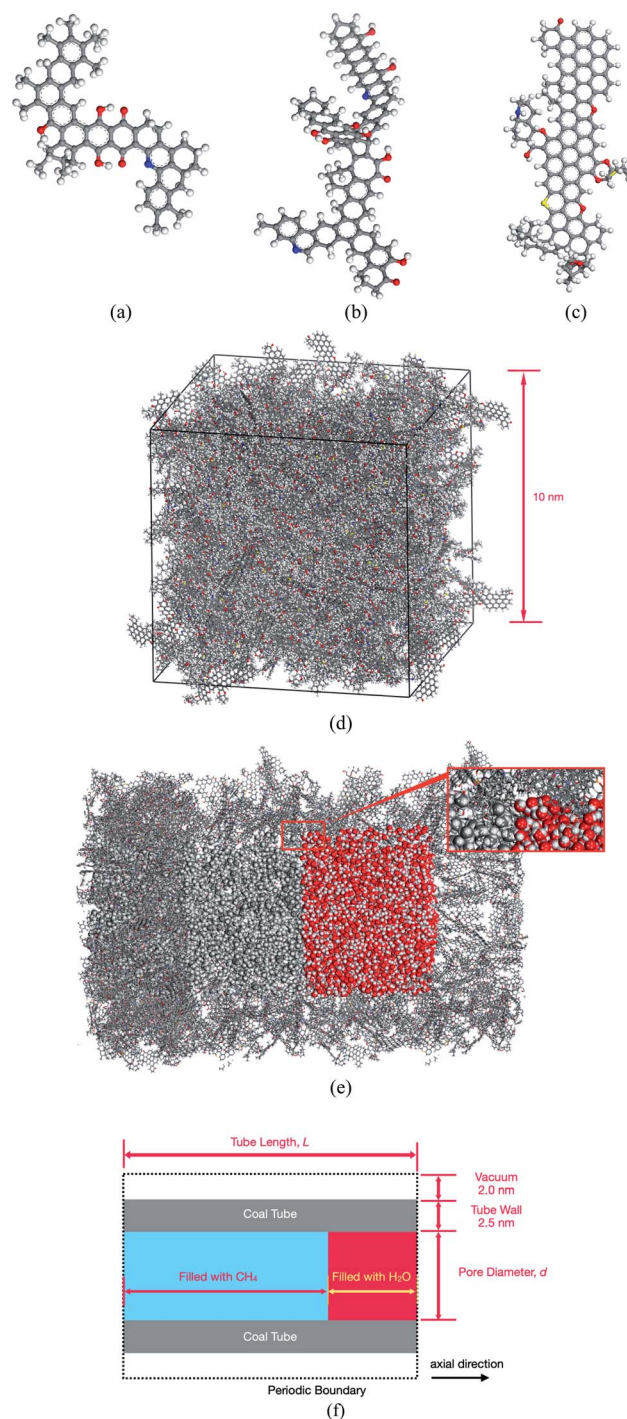 (a)
(b)
(c)
10 nm
(d)
(e)
Tube Length, L
Vacuum
2.0 nm
Coal Tube
Tube Wall
2.5 nm
Filled with CH₄
Filled with H₂O
Pore Diameter, d
Coal Tube
axial direction
Periodic Boundary
(f)